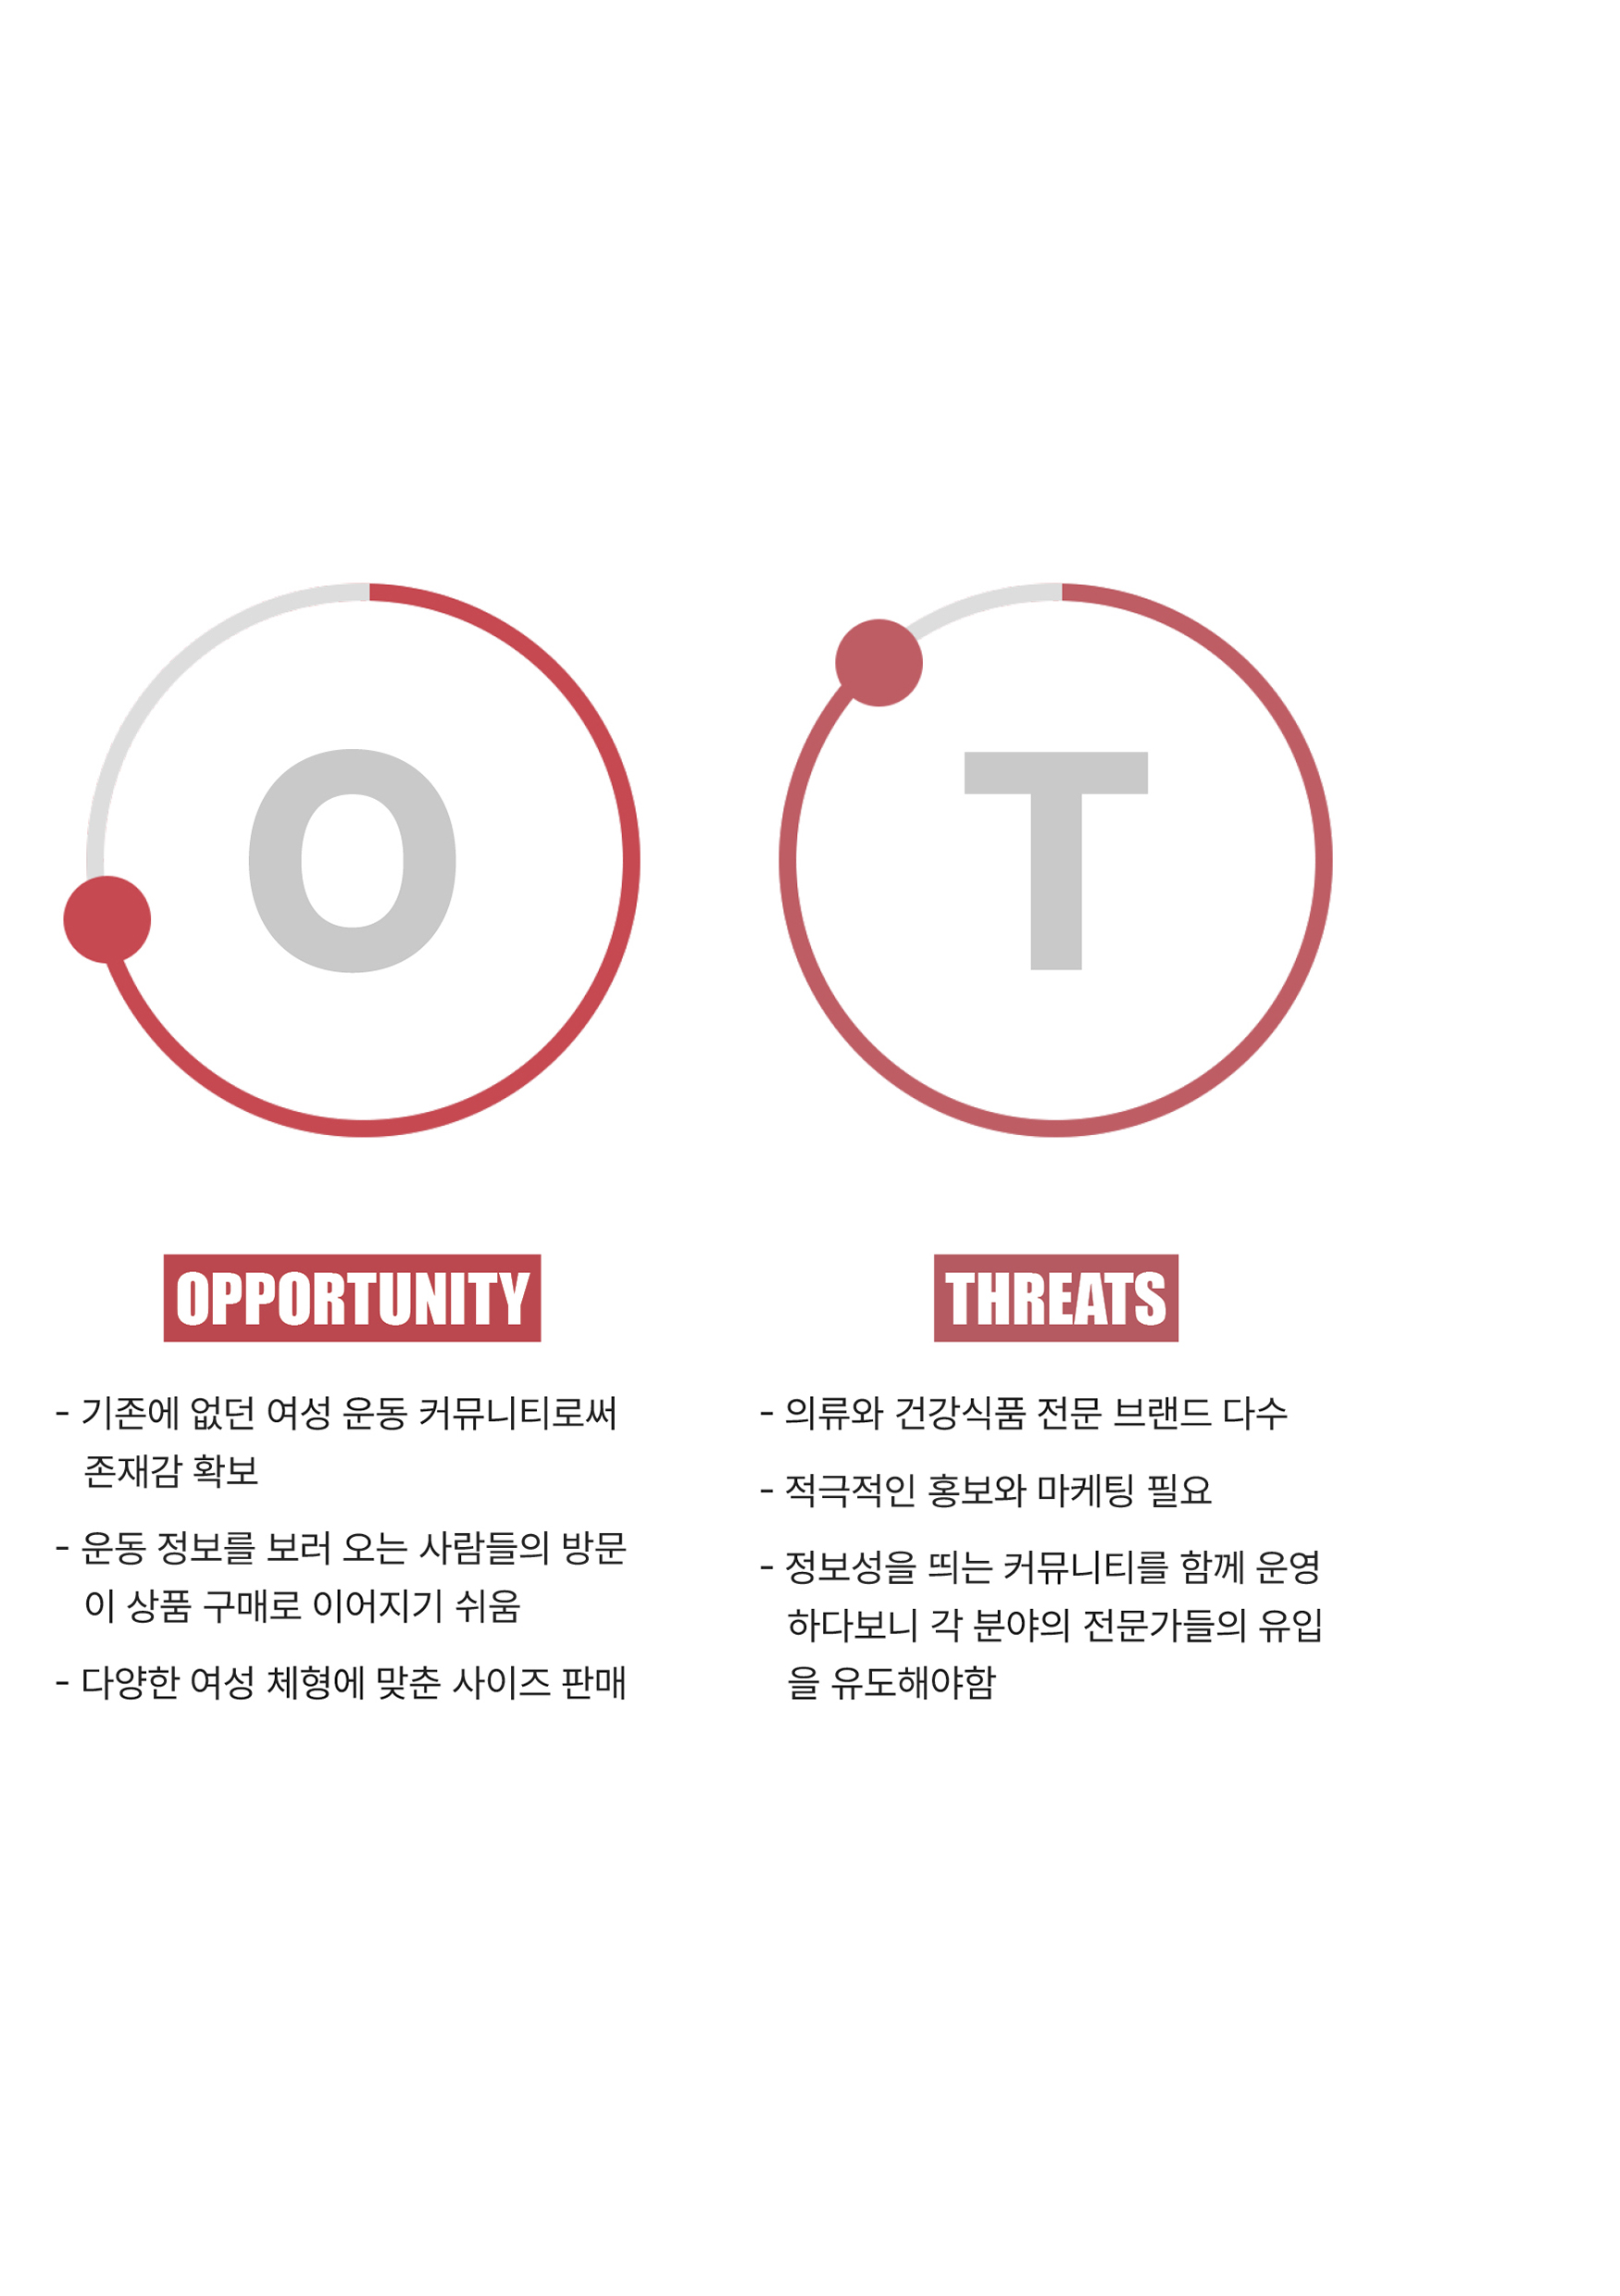 O
T
OPPORTUNITY
- 기존에 없던 여성 운동 커뮤니티로써
존재감 확보
- 운동 정보를 보러 오는 사람들의 방문
이 상품 구매로 이어지기 쉬움
- 다양한 여성 체형에 맞춘 사이즈 판매
THREATS
- 의류와 건강식품 전문 브랜드 다수
- 적극적인 홍보와 마케팅 필요
- 정보성을 띄는 커뮤니티를 함께 운영
하다보니 각 분야의 전문가들의 유입
을 유도해야함